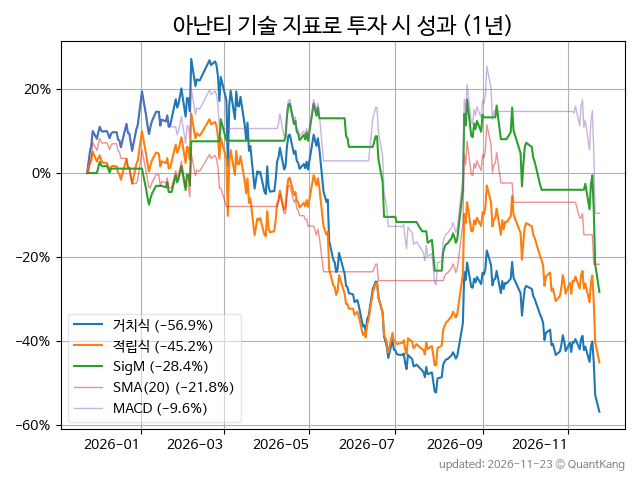 아난티 기술 지표로 투자 시 성과 (1년)
20%
0%
−20%
−40%
−60%
거치식 (−56.9%)
적립식 (−45.2%)
SigM (−28.4%)
SMA(20) (−21.8%)
MACD (−9.6%)
2026-01
2026-03
2026-05
2026-07
2026-09
2026-11
updated: 2026-11-23 © QuantKang